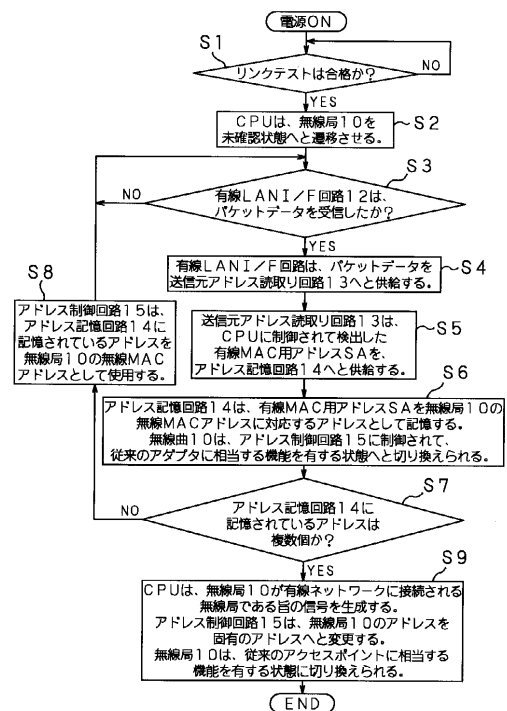 電源ON
S1
リンクテストは合格か?
NO
YES
CPUは、無線局10を
未確認状態へと遷移させる。
S2
S3
NO
有線LANI/F回路12は、
パケットデータを受信したか?
YES
有線LANI/F回路は、パケットデータを
送信元アドレス読取り回路13へと供給する。
S4
S8
アドレス制御回路15は、
アドレス記憶回路14に
記憶されているアドレスを
無線局10の無線MAC
アドレスとして使用する。
送信元アドレス読取り回路13は、
CPUに制御されて検出した
有線MAC用アドレスSAを、
アドレス記憶回路14へと供給する。
S5
S6
アドレス記憶回路14は、有線MAC用アドレスSAを無線局10の
無線MACアドレスに対応するアドレスとして記憶する。
無線曲10は、アドレス制御回路15に制御されて、
従来のアダプタに相当する機能を有する状態へと切り換えられる。
S7
NO
アドレス記憶回路14に
記憶されているアドレスは
複数個か?
YES
S9
CPUは、無線局10が有線ネットワークに接続される
無線局である旨の信号を生成する。
アドレス制御回路15は、無線局10のアドレスを
固有のアドレスへと変更する。
無線局10は、従来のアクセスポイントに相当する
機能を有する状態に切り換えられる。
END